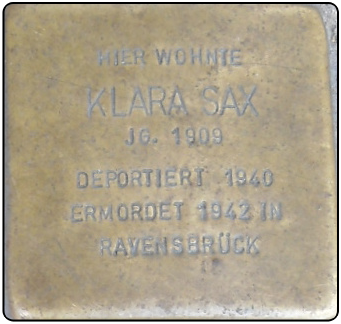 HIER WOHNTE
KLARA SAX
JG. 1909
DEPORTIERT 1940
ERMORDET 1942 IN
RAVENSBRÜCK